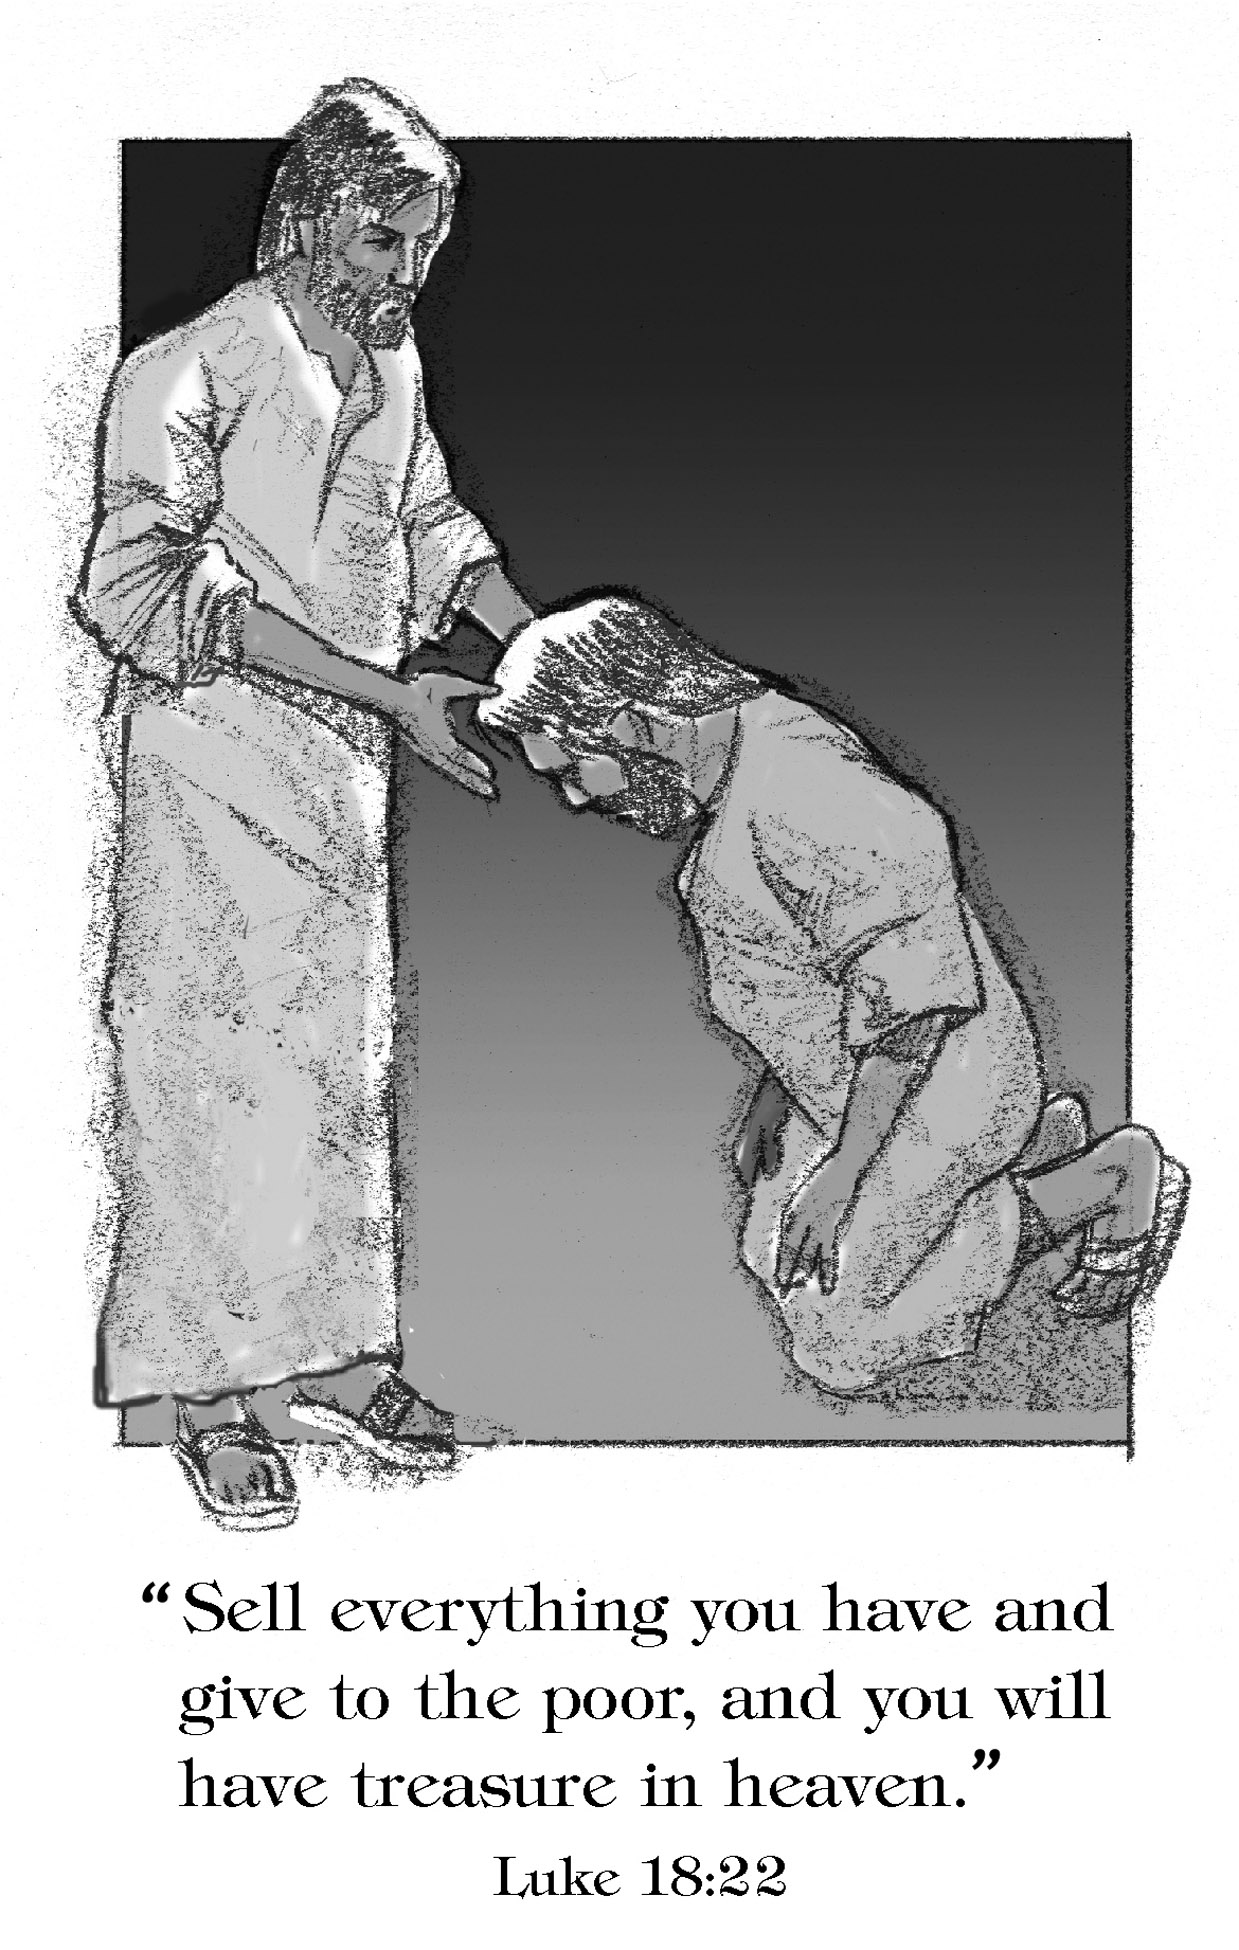 “Sell everything you have and
give to the poor, and you will
have treasure in heaven.”
Luke 18:22